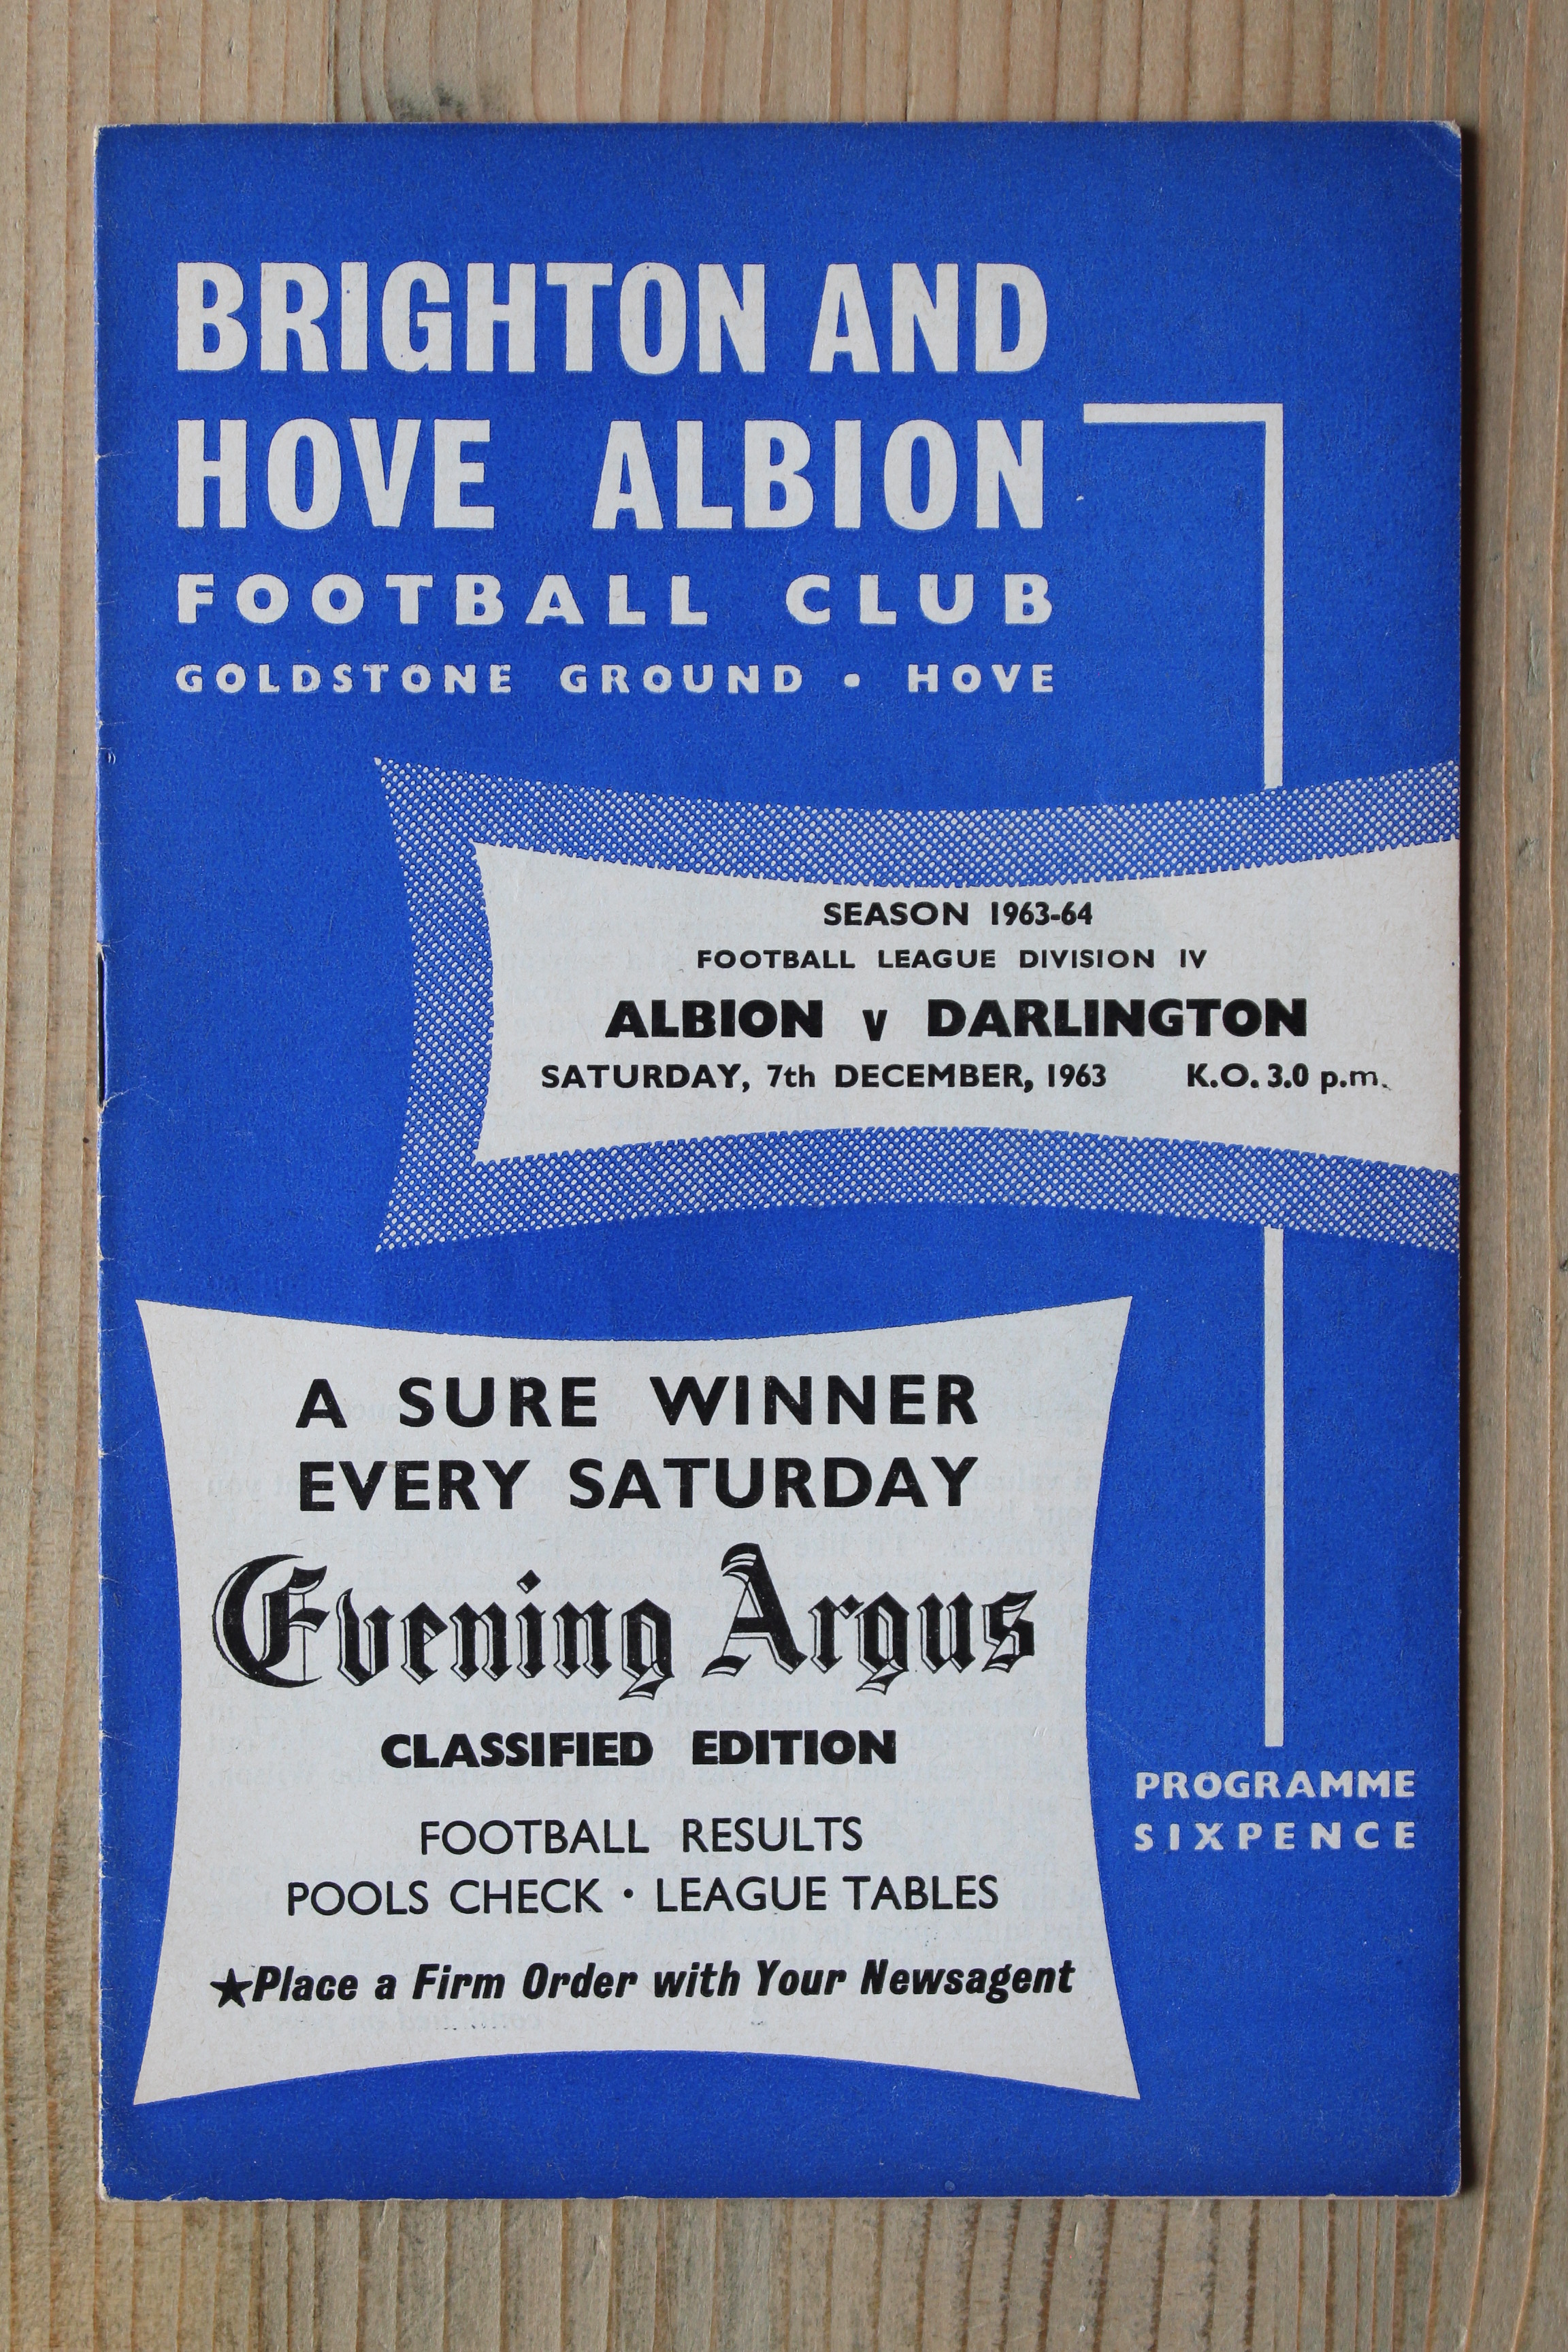 BRIGHTON AND
HOVE ALBION
FOOTBALL CLUB
GOLDSTONE GROUND • HOVE
SEASON 1963-64
FOOTBALL LEAGUE DIVISION IV
ALBION v DARLINGTON
SATURDAY, 7th DECEMBER, 1963 K.O. 3.0 p.m.
A SURE WINNER
EVERY SATURDAY
Evening Argus
CLASSIFIED EDITION
FOOTBALL RESULTS
POOLS CHECK • LEAGUE TABLES
★Place a Firm Order with Your Newsagent
PROGRAMME
SIXPENCE